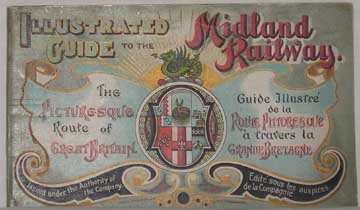 ILLUSTRATED
GUIDE TO THE
Midland
Railway.
THE
PICTURESQUE
Route of
GREAT BRITAIN.
Guide Illustré
de la
ROUTE PITTORESQUE
à travers la
GRANDE BRETAGNE
Issued under the Authority of
the Company.
Edité sous les auspices
de la Compagnie